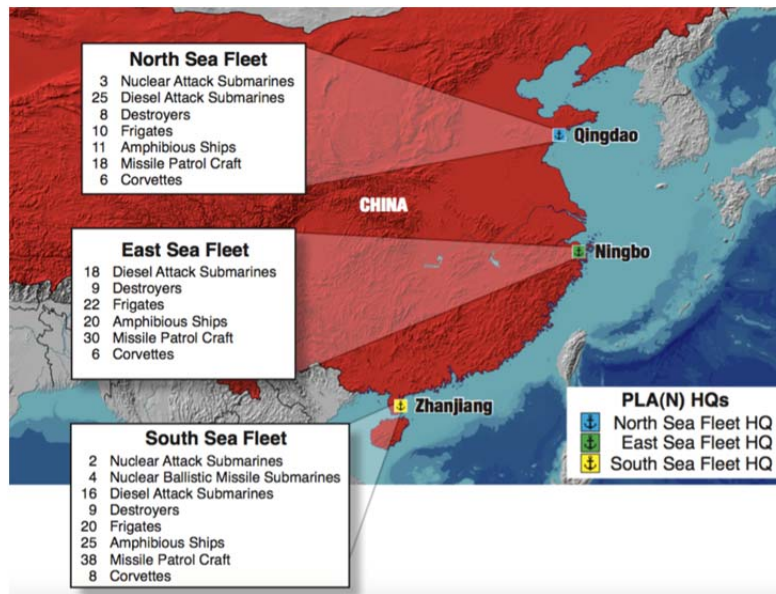 North Sea Fleet
3 Nuclear Attack Submarines
25 Diesel Attack Submarines
8 Destroyers
10 Frigates
11 Amphibious Ships
18 Missile Patrol Craft
6 Corvettes
Qingdao
CHINA
East Sea Fleet
18 Diesel Attack Submarines
9 Destroyers
22 Frigates
20 Amphibious Ships
30 Missile Patrol Craft
6 Corvettes
Ningbo
Zhanjiang
South Sea Fleet
2 Nuclear Attack Submarines
4 Nuclear Ballistic Missile Submarines
16 Diesel Attack Submarines
9 Destroyers
20 Frigates
25 Amphibious Ships
38 Missile Patrol Craft
8 Corvettes
PLA(N) HQs
North Sea Fleet HQ
East Sea Fleet HQ
South Sea Fleet HQ